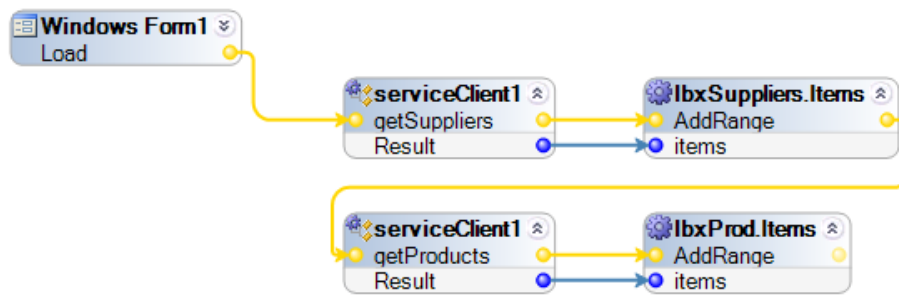 Windows Form1
Load
serviceClient1
getSuppliers
Result
lbxSuppliers.Items
AddRange
items
serviceClient1
getProducts
Result
lbxProd.Items
AddRange
items